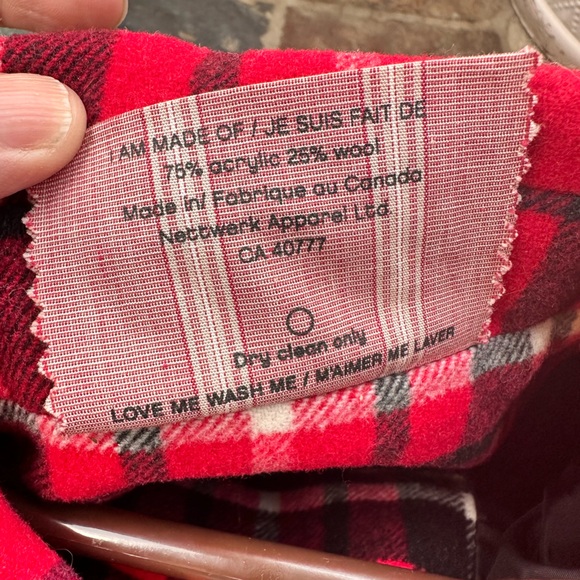 I AM MADE OF / JE SUIS FAIT DE
75% acrylic 25% wool
Made in/ Fabrique au Canada
Nettwerk Apparel Ltd.
CA 40777
Dry clean only
LOVE ME WASH ME / M'AIMER ME LAVER